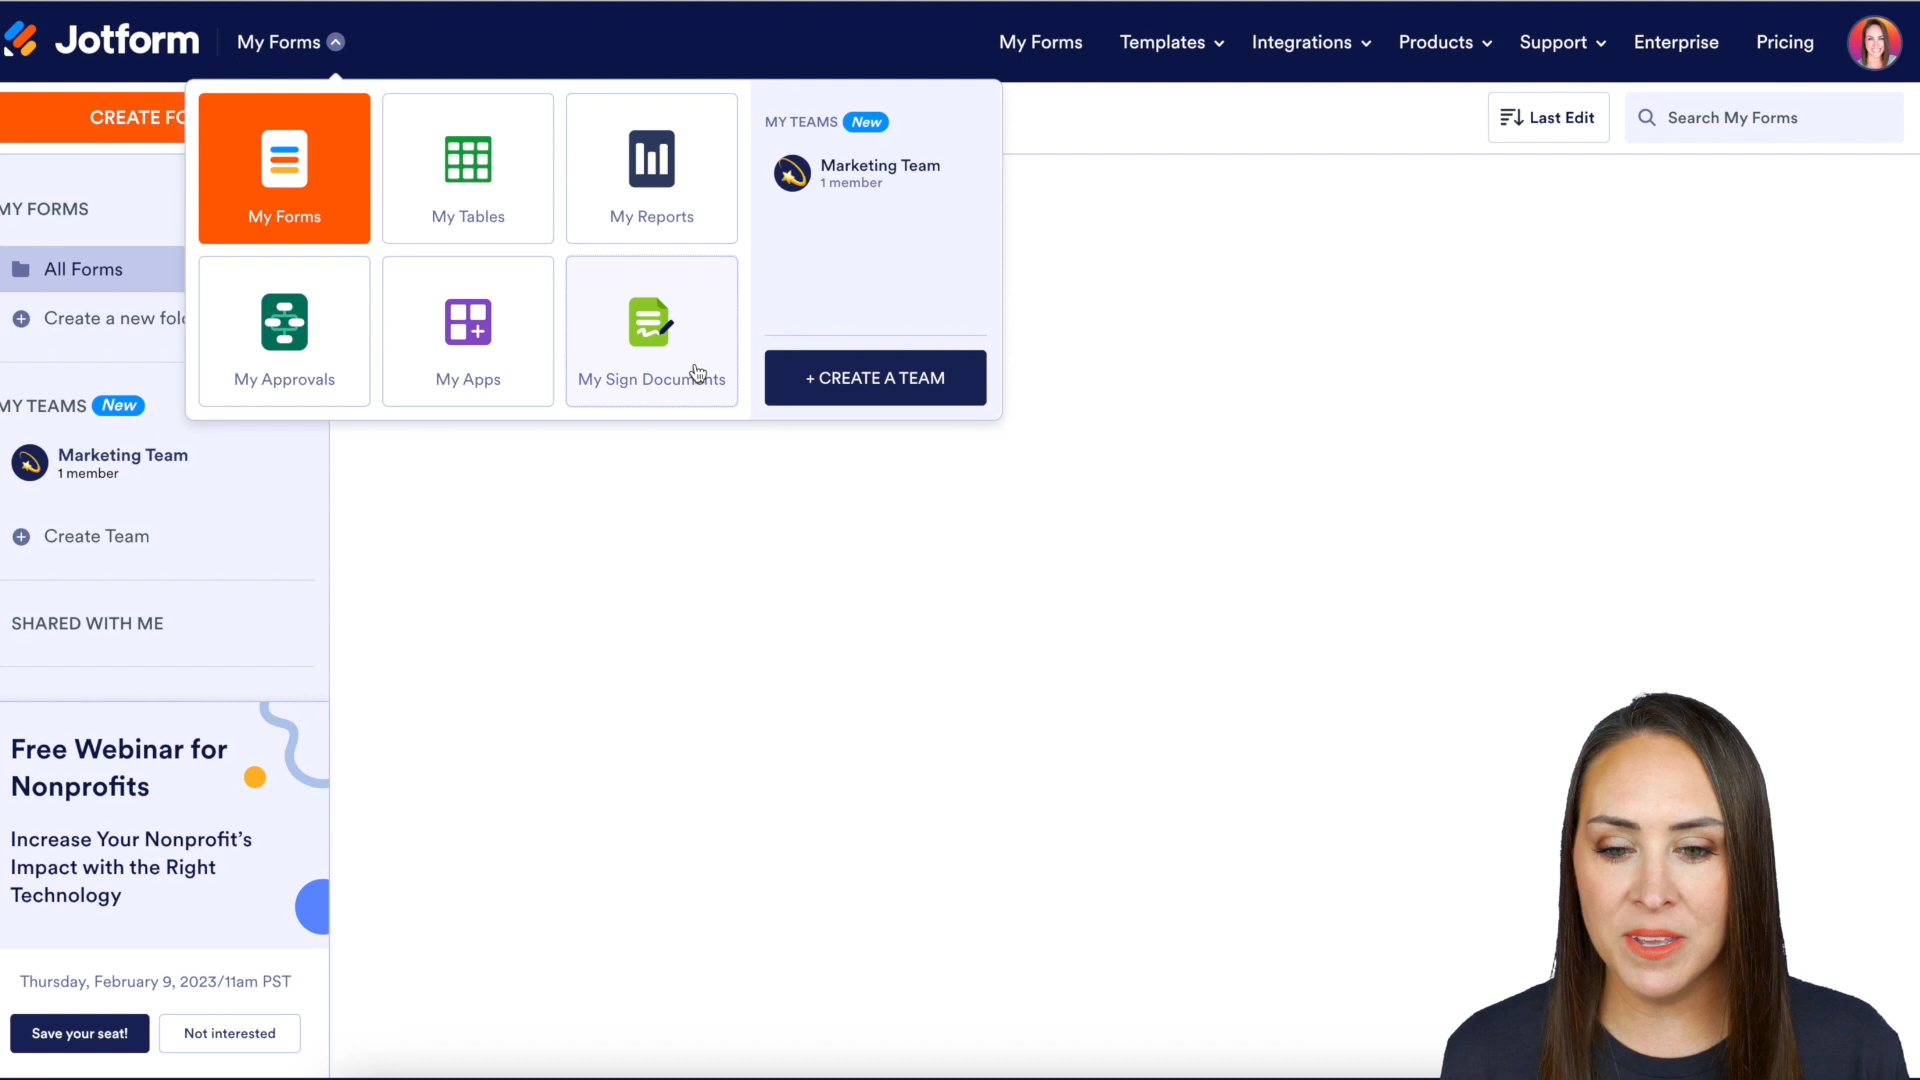 Jotform
My Forms
My Forms
Templates
Integrations
Products
Support
Enterprise
Pricing
CREATE FO
Last Edit
Search My Forms
My Forms
My Tables
My Reports
My Approvals
My Apps
My Sign Documents
MY TEAMS New
Marketing Team
1 member
+ CREATE A TEAM
MY FORMS
All Forms
Create a new fol
MY TEAMS New
Marketing Team
1 member
Create Team
SHARED WITH ME
Free Webinar for
Nonprofits
Increase Your Nonprofit’s
Impact with the Right
Technology
Thursday, February 9, 2023/11am PST
Save your seat!
Not interested